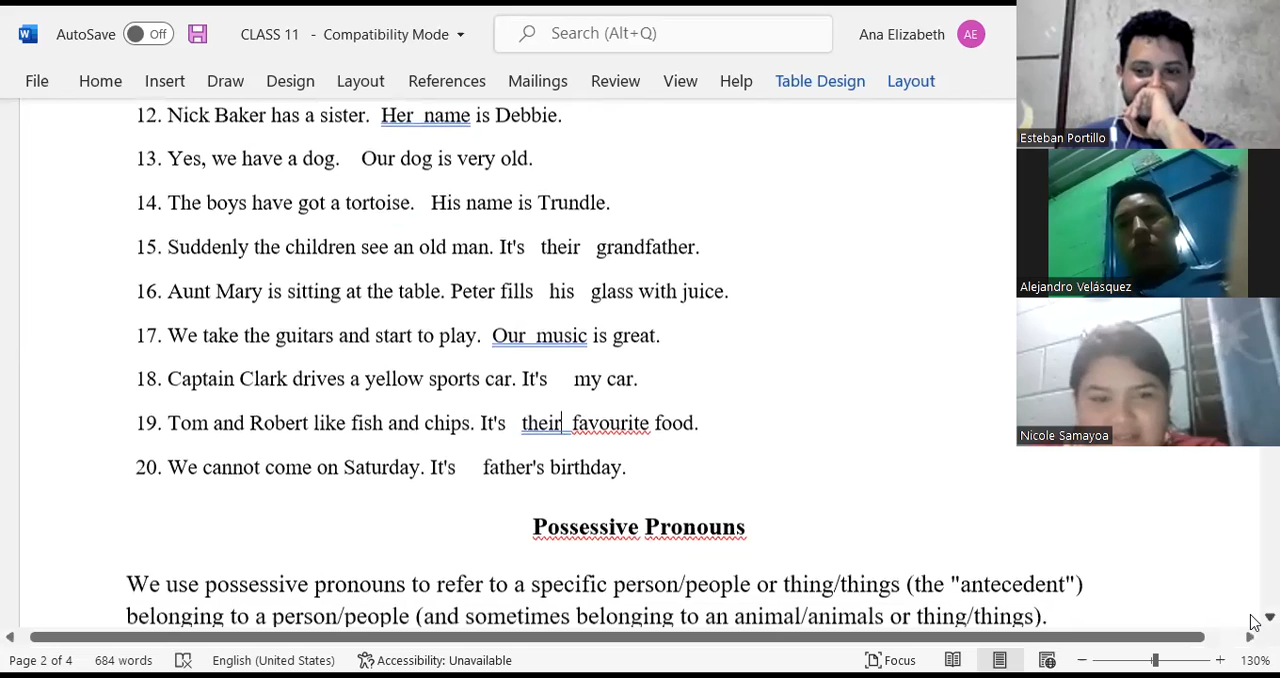 AutoSave Off CLASS 11 - Compatibility Mode Search (Alt+Q) Ana Elizabeth AE
File Home Insert Draw Design Layout References Mailings Review View Help Table Design Layout
12. Nick Baker has a sister. Her name is Debbie.
Esteban Portillo
13. Yes, we have a dog. Our dog is very old.
14. The boys have got a tortoise. His name is Trundle.
15. Suddenly the children see an old man. It's their grandfather.
Alejandro Velásquez
16. Aunt Mary is sitting at the table. Peter fills his glass with juice.
17. We take the guitars and start to play. Our music is great.
18. Captain Clark drives a yellow sports car. It's my car.
19. Tom and Robert like fish and chips. It's their favourite food.
Nicole Samayoa
20. We cannot come on Saturday. It's father's birthday.
Possessive Pronouns
We use possessive pronouns to refer to a specific person/people or thing/things (the "antecedent")
belonging to a person/people (and sometimes belonging to an animal/animals or thing/things).
Page 2 of 4 684 words English (United States) Accessibility: Unavailable Focus 130%